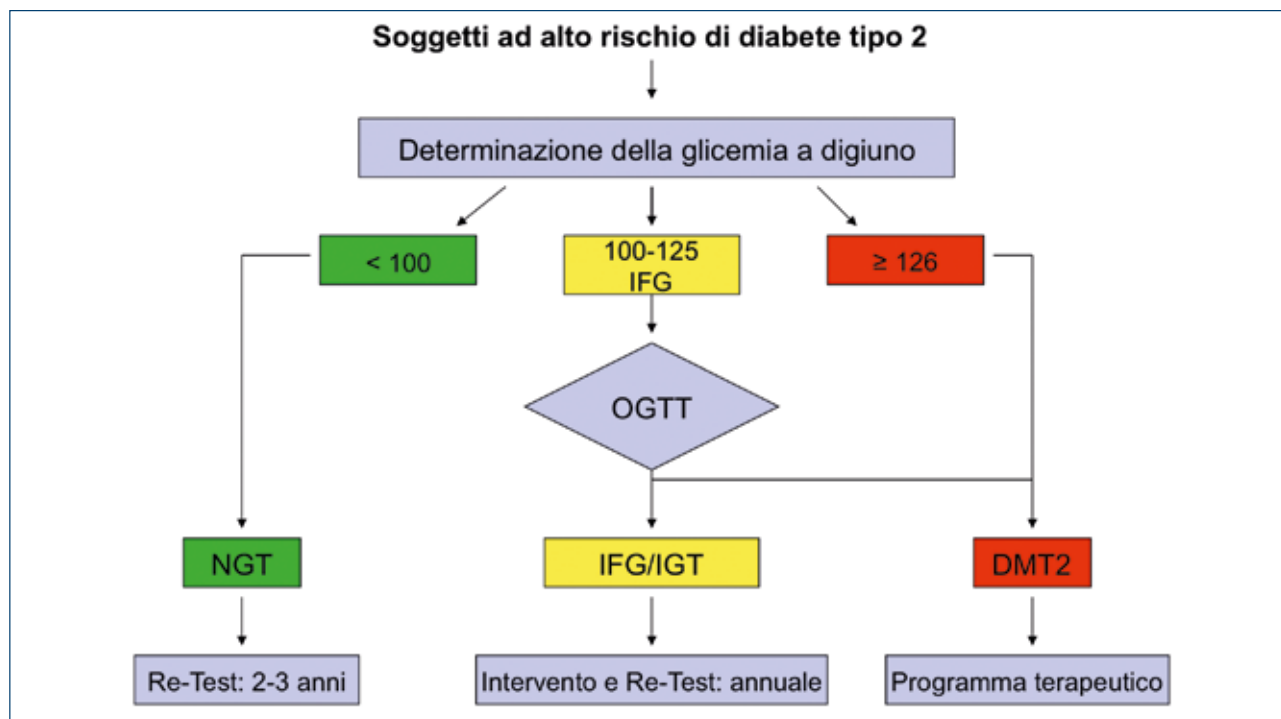 Soggetti ad alto rischio di diabete tipo 2
Determinazione della glicemia a digiuno
< 100
100-125
IFG
≥ 126
OGTT
NGT
IFG/IGT
DMT2
Re-Test: 2-3 anni
Intervento e Re-Test: annuale
Programma terapeutico